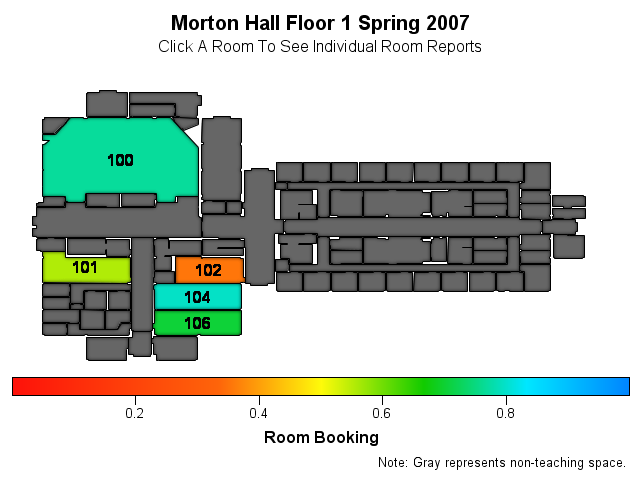 Morton Hall Floor 1 Spring 2007
Click A Room To See Individual Room Reports
100
101
102
104
106
0.2 0.4 0.6 0.8
Room Booking
Note: Gray represents non-teaching space.